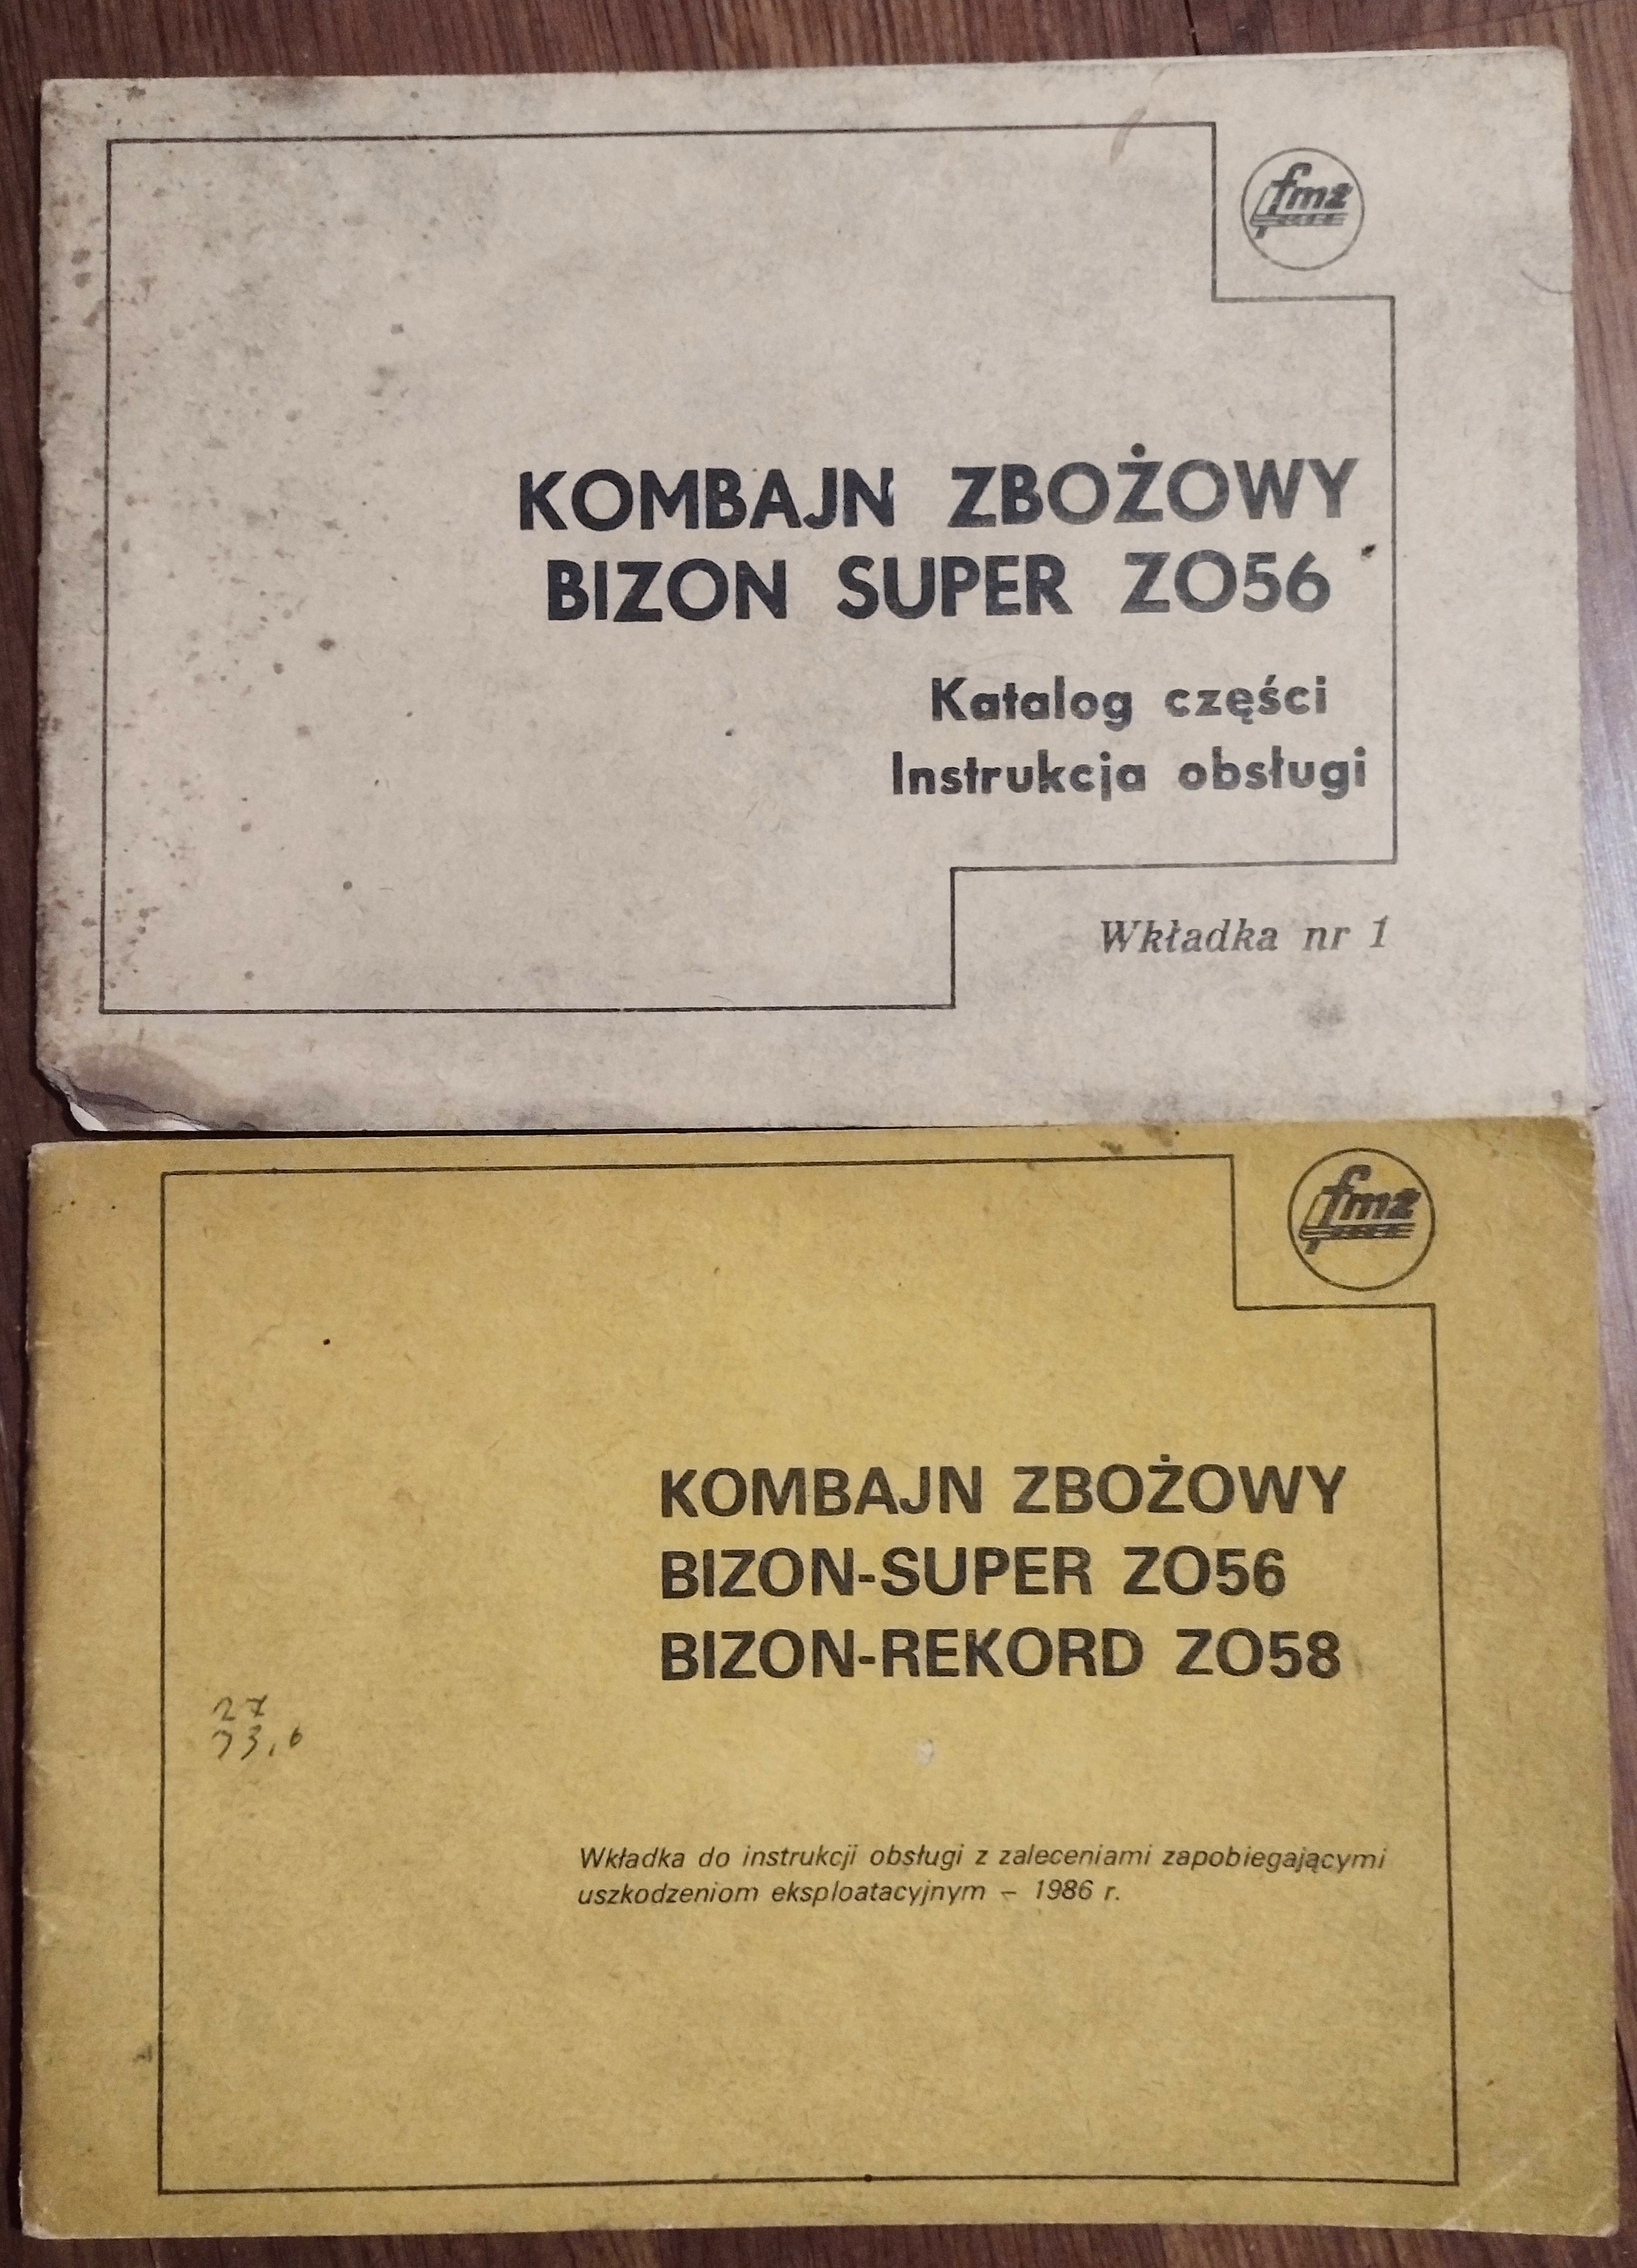 fmż
KOMBAJN ZBOŻOWY
BIZON SUPER ZO56
Katalog części
Instrukcja obsługi
Wkładka nr 1
fmż
KOMBAJN ZBOŻOWY
BIZON-SUPER ZO56
BIZON-REKORD ZO58
27
Wkładka do instrukcji obsługi z zaleceniami zapobiegającymi
uszkodzeniom eksploatacyjnym – 1986 r.